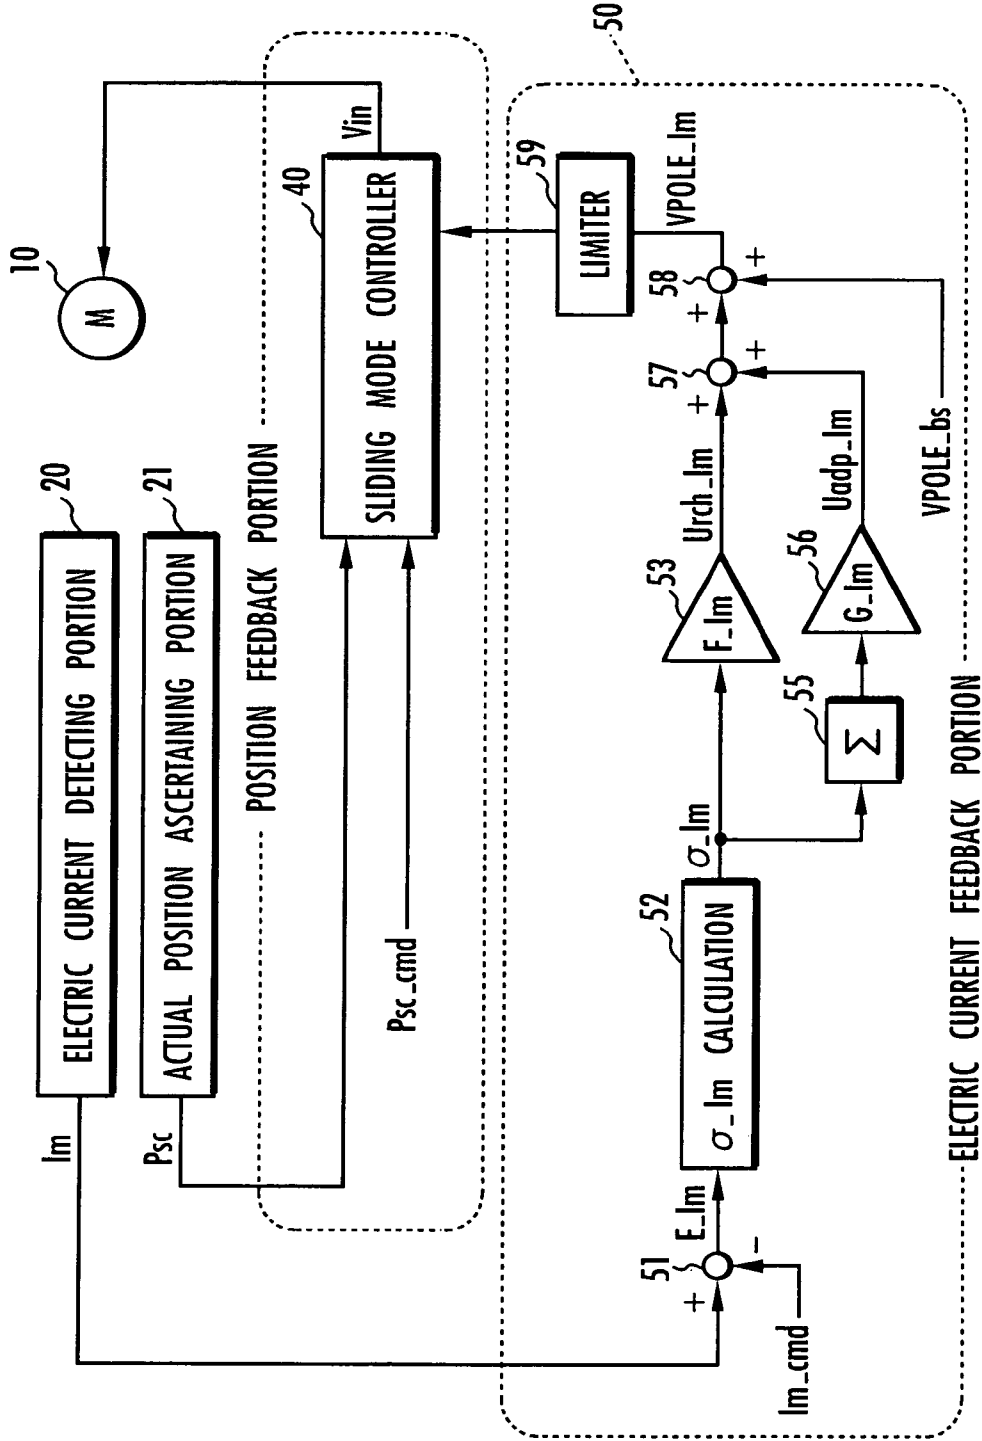 ELECTRIC CURRENT DETECTING PORTION
20
Im
ACTUAL POSITION ASCERTAINING PORTION
21
Psc
10
M
POSITION FEEDBACK PORTION
40
SLIDING MODE CONTROLLER
Vin
Psc_cmd
50
59
LIMITER
VPOLE_Im
51
+
-
E_Im
Im_cmd
52
σ_Im CALCULATION
σ_Im
53
F_Im
Urch_Im
57
+
+
58
+
+
55
Σ
56
G_Im
Uadp_Im
VPOLE_bs
ELECTRIC CURRENT FEEDBACK PORTION